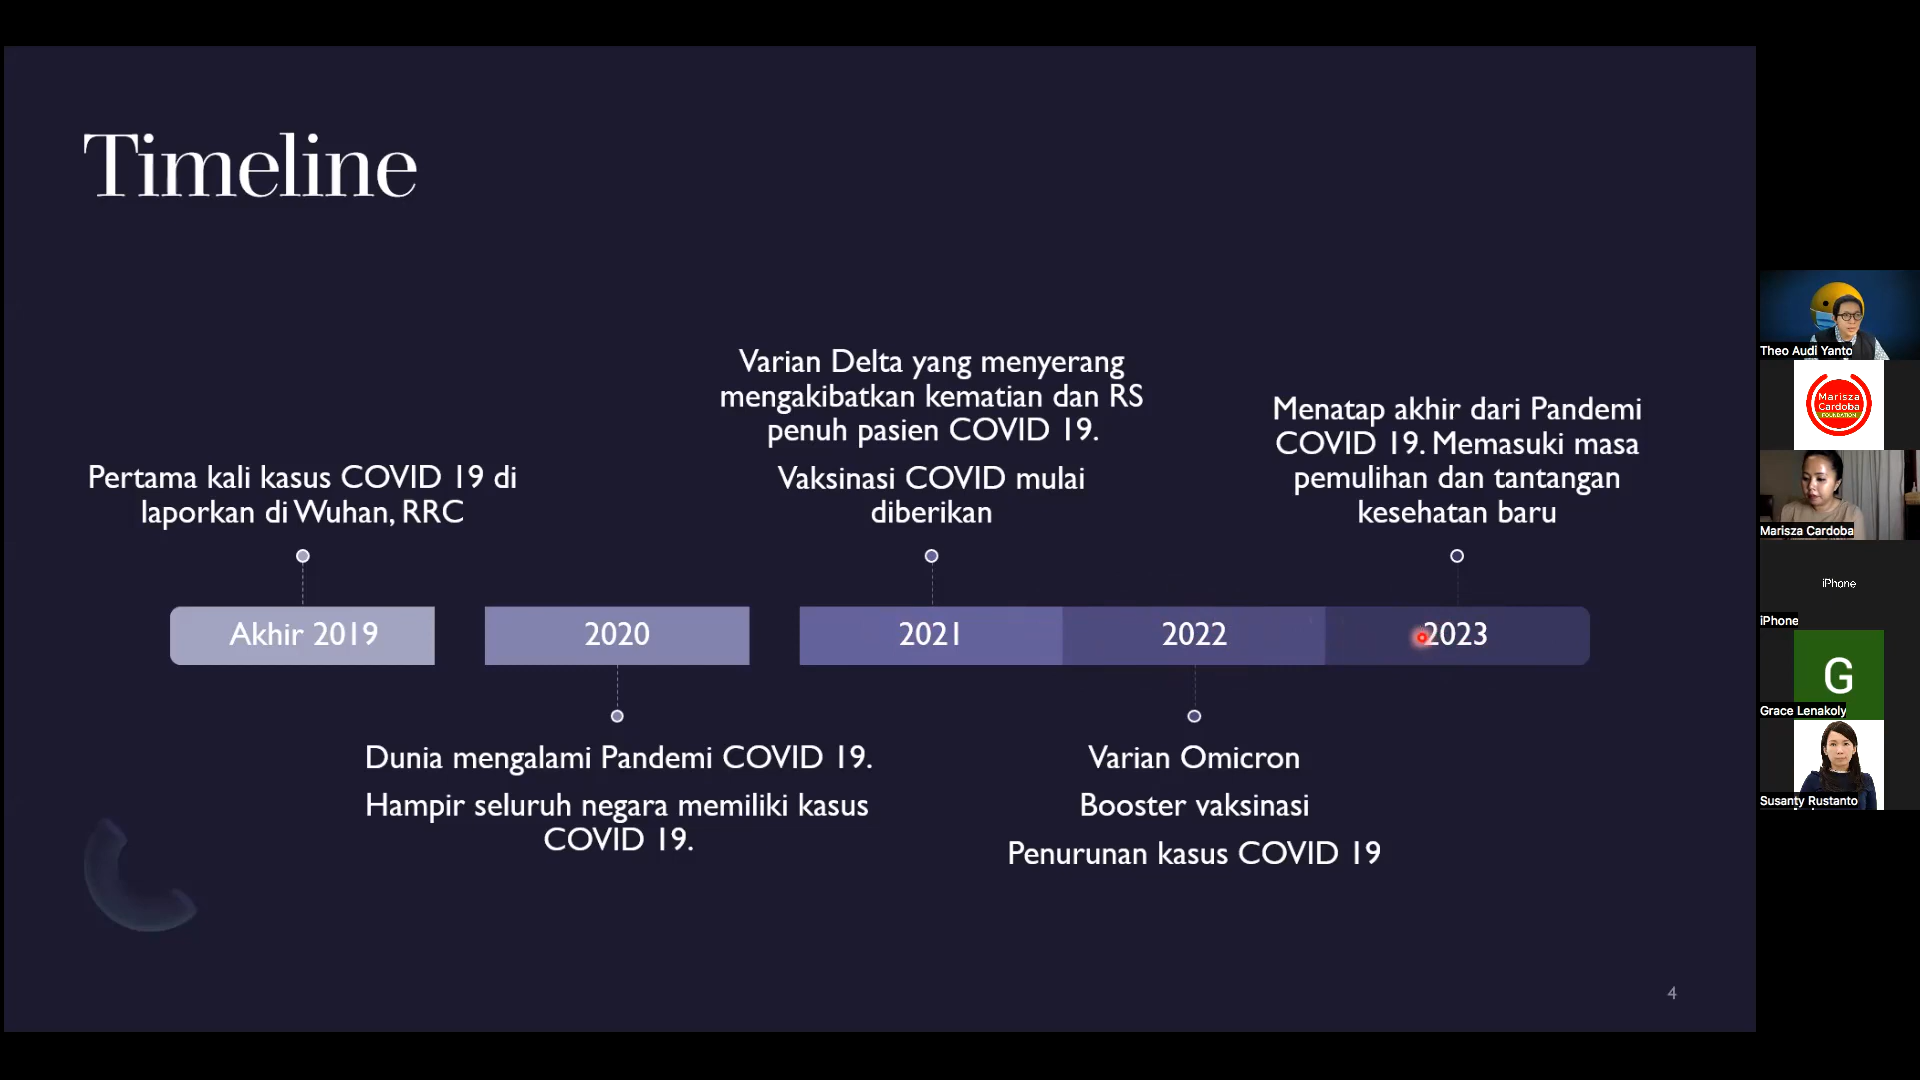 Timeline
Pertama kali kasus COVID 19 di
laporkan di Wuhan, RRC
Varian Delta yang menyerang
mengakibatkan kematian dan RS
penuh pasien COVID 19.
Vaksinasi COVID mulai
diberikan
Menatap akhir dari Pandemi
COVID 19. Memasuki masa
pemulihan dan tantangan
kesehatan baru
Akhir 2019
2020
2021
2022
2023
Dunia mengalami Pandemi COVID 19.
Hampir seluruh negara memiliki kasus
COVID 19.
Varian Omicron
Booster vaksinasi
Penurunan kasus COVID 19
4
Theo Audi Yanto
Marisza
Cardoba
FOUNDATION
Marisza Cardoba
iPhone
iPhone
G
Grace Lenakoly
Susanty Rustanto